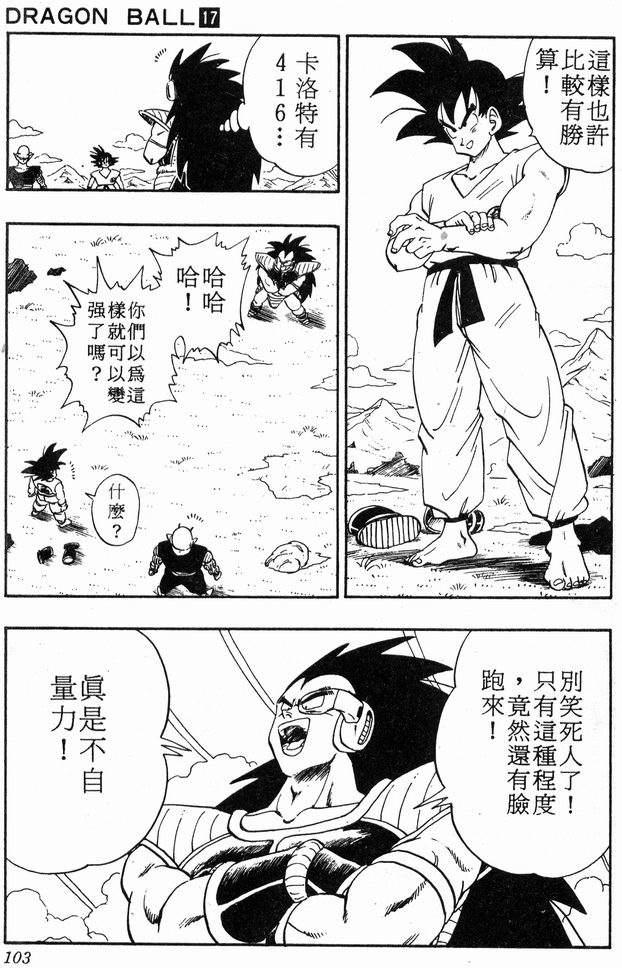 DRAGON BALL 17
這樣也許
比較有勝
算！
卡洛特有
416…
哈哈
哈！
你們以為這
樣就可以變
强了嗎？
什麼？
別笑死人了！
只有這種程度
，竟然還有臉
跑來！
眞是不自
量力！
103